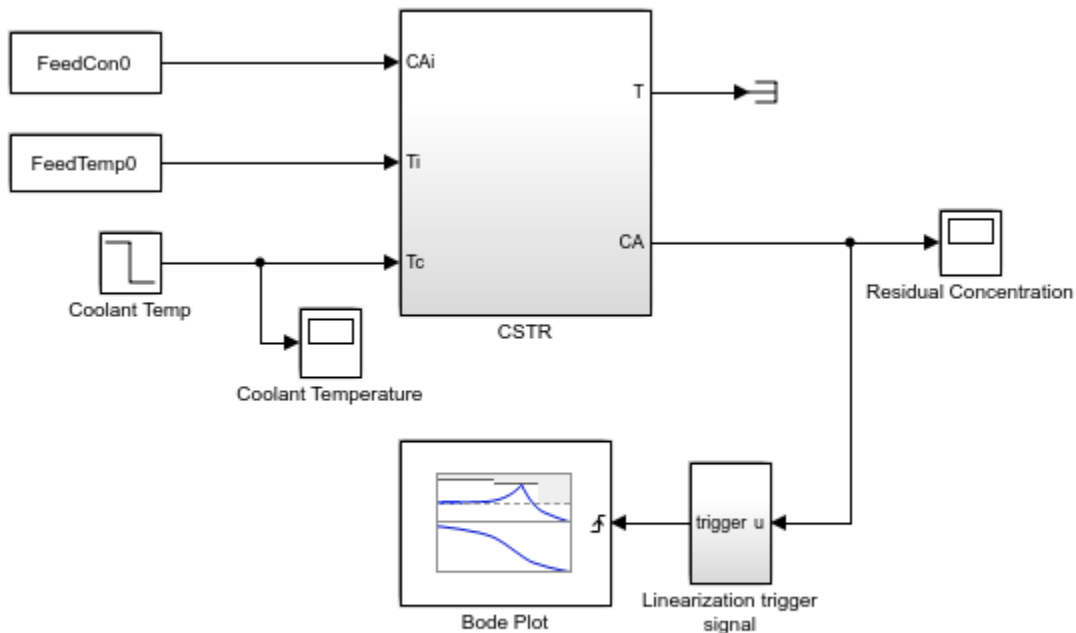 FeedCon0
CAi
T
FeedTemp0
Ti
Coolant Temp
Tc
CA
Residual Concentration
CSTR
Coolant Temperature
trigger u
Bode Plot
Linearization trigger
signal